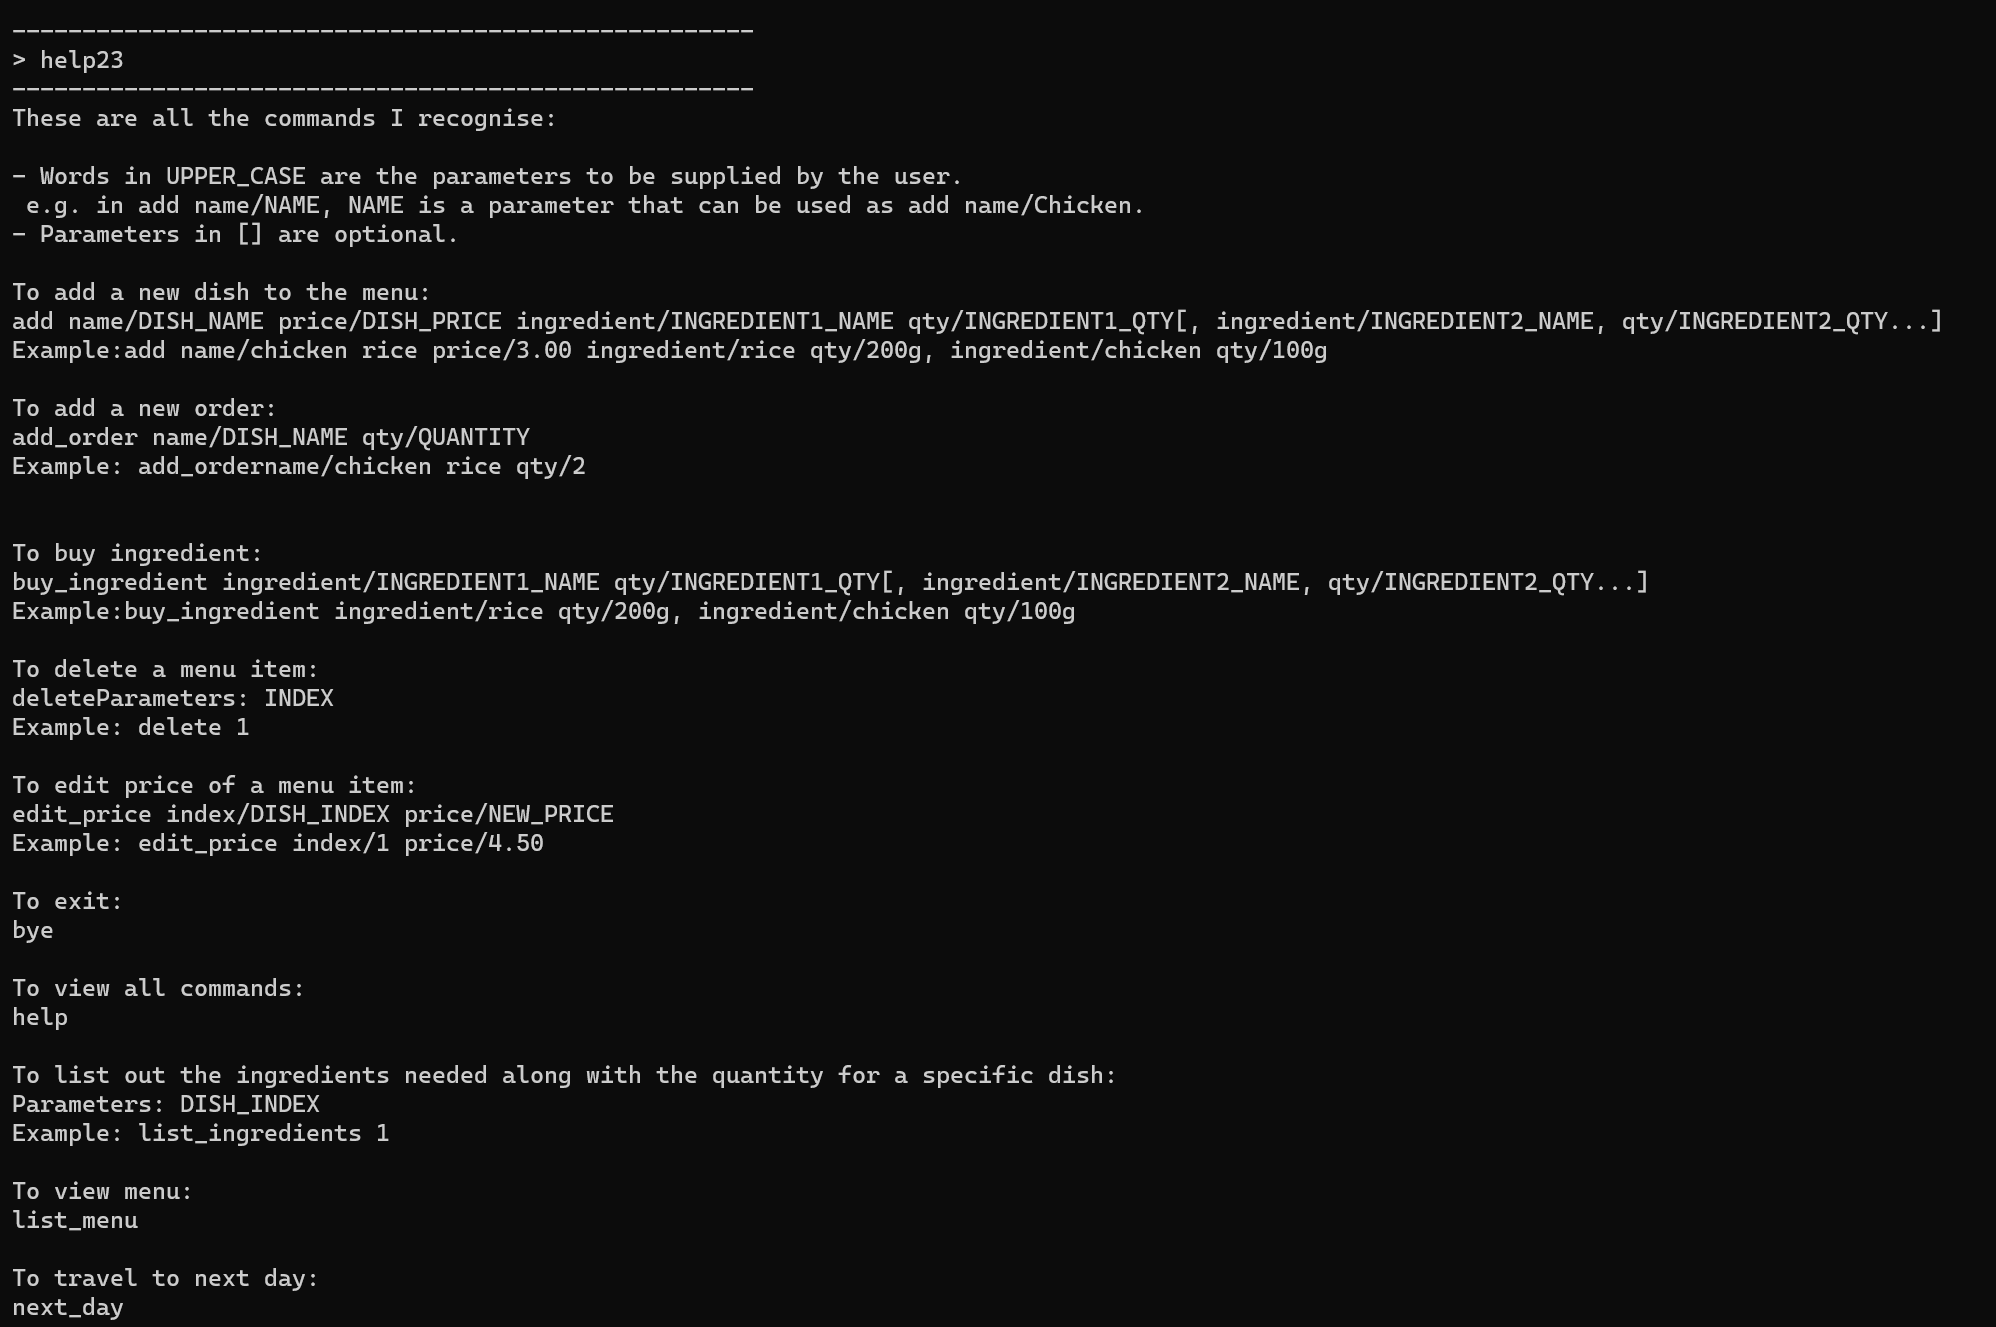 -----------------------------------------------------
> help23
-----------------------------------------------------
These are all the commands I recognise:
- Words in UPPER_CASE are the parameters to be supplied by the user.
e.g. in add name/NAME, NAME is a parameter that can be used as add name/Chicken.
- Parameters in [] are optional.
To add a new dish to the menu:
add name/DISH_NAME price/DISH_PRICE ingredient/INGREDIENT1_NAME qty/INGREDIENT1_QTY[, ingredient/INGREDIENT2_NAME, qty/INGREDIENT2_QTY...]
Example:add name/chicken rice price/3.00 ingredient/rice qty/200g, ingredient/chicken qty/100g
To add a new order:
add_order name/DISH_NAME qty/QUANTITY
Example: add_ordername/chicken rice qty/2
To buy ingredient:
buy_ingredient ingredient/INGREDIENT1_NAME qty/INGREDIENT1_QTY[, ingredient/INGREDIENT2_NAME, qty/INGREDIENT2_QTY...]
Example:buy_ingredient ingredient/rice qty/200g, ingredient/chicken qty/100g
To delete a menu item:
deleteParameters: INDEX
Example: delete 1
To edit price of a menu item:
edit_price index/DISH_INDEX price/NEW_PRICE
Example: edit_price index/1 price/4.50
To exit:
bye
To view all commands:
help
To list out the ingredients needed along with the quantity for a specific dish:
Parameters: DISH_INDEX
Example: list_ingredients 1
To view menu:
list_menu
To travel to next day:
next_day